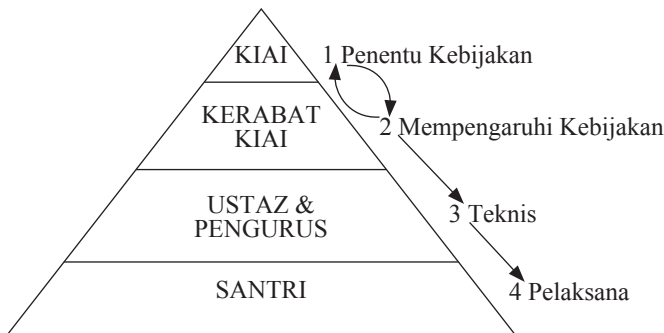 KIAI
1 Penentu Kebijakan
KERABAT
KIAI
2 Mempengaruhi Kebijakan
USTAZ &
PENGURUS
3 Teknis
SANTRI
4 Pelaksana